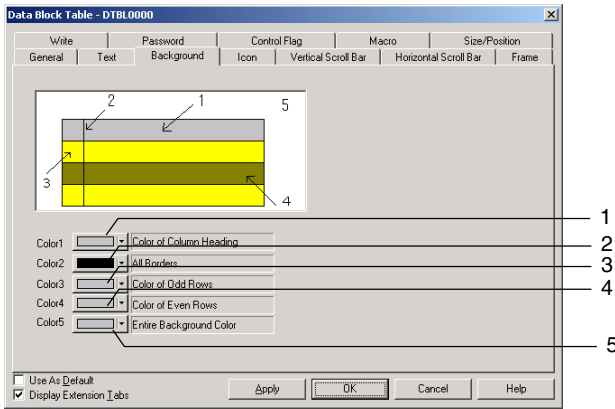 Data Block Table - DTBL0000
Write Password Control Flag Macro Size/Position
General Text Background Icon Vertical Scroll Bar Horizontal Scroll Bar Frame
2 1 5
3
4
1
Color1 Color of Column Heading
2
Color2 All Borders
3
Color3 Color of Odd Rows
4
Color4 Color of Even Rows
Color5 Entire Background Color
5
Use As Default
Display Extension Tabs
Apply OK Cancel Help